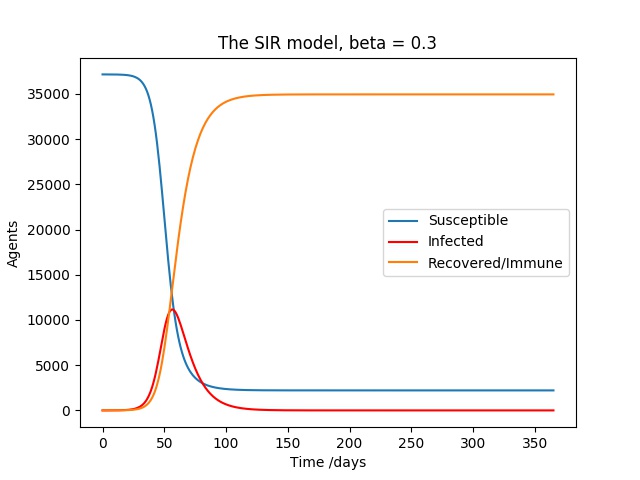 The SIR model, beta = 0.3
Agents
35000
30000
25000
20000
15000
10000
5000
0
Susceptible
Infected
Recovered/Immune
0 50 100 150 200 250 300 350
Time /days